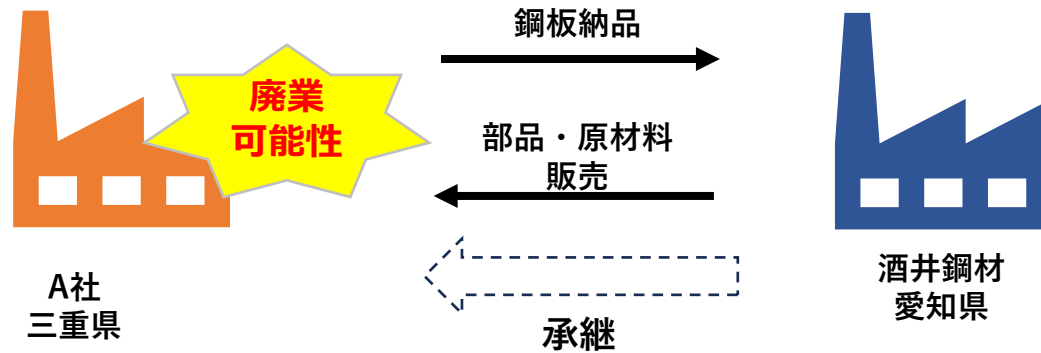 鋼板納品
廃業
可能性
部品・原材料
販売
A社
三重県
酒井鋼材
愛知県
承継